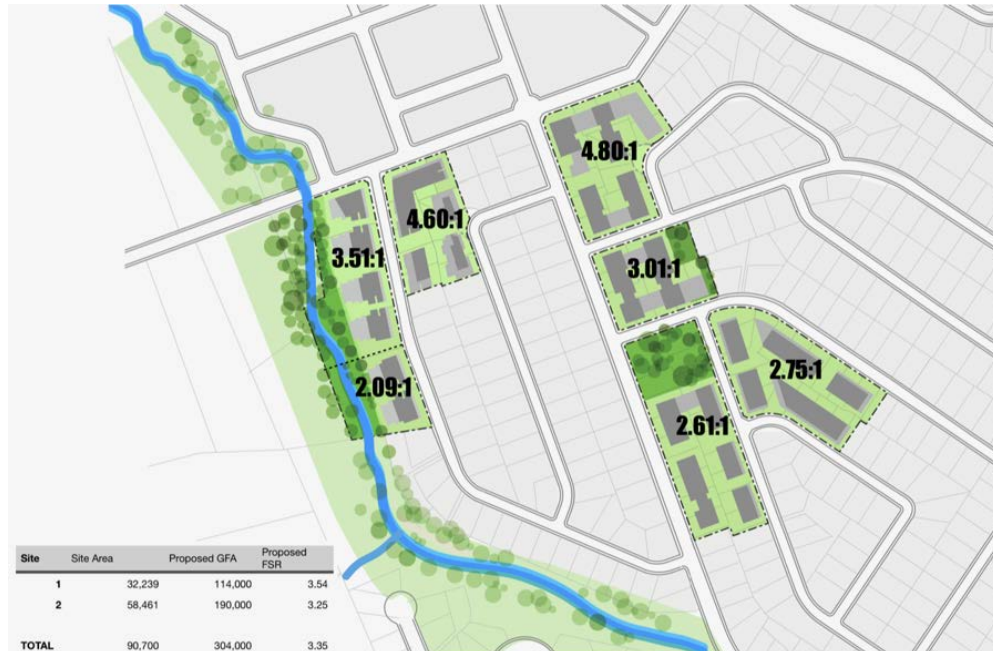 4.80:1
4.60:1
3.51:1
3.01:1
2.09:1
2.75:1
2.61:1
Site Site Area Proposed GFA Proposed FSR
1 32,239 114,000 3.54
2 58,461 190,000 3.25
TOTAL 90,700 304,000 3.35